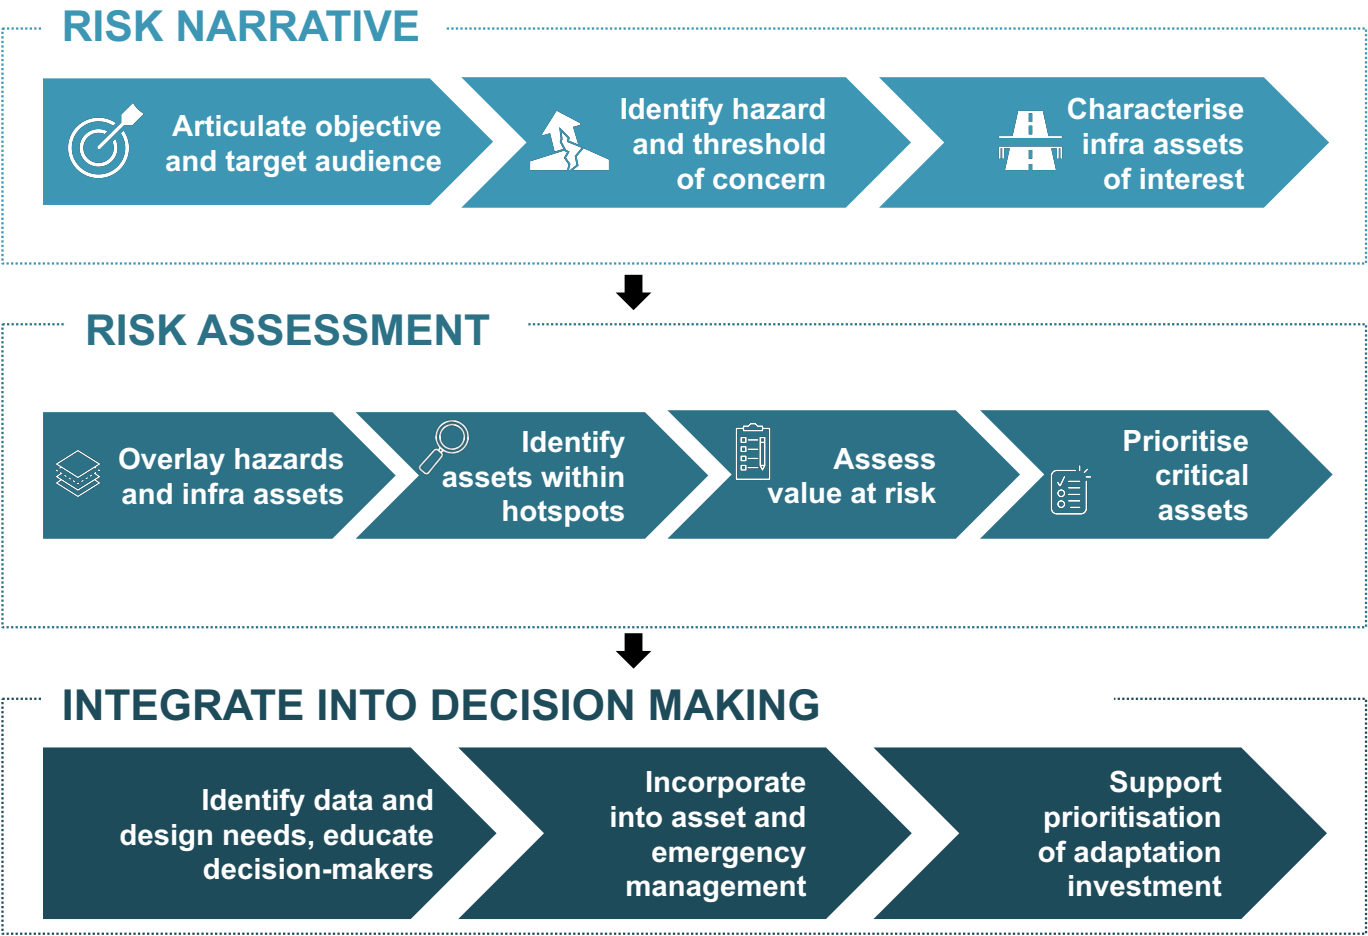 RISK NARRATIVE
Articulate objective
and target audience
Identify hazard
and threshold
of concern
Characterise
infra assets
of interest
RISK ASSESSMENT
Overlay hazards
and infra assets
Identify
assets within
hotspots
Assess
value at risk
Prioritise
critical
assets
INTEGRATE INTO DECISION MAKING
Identify data and
design needs, educate
decision-makers
Incorporate
into asset and
emergency
management
Support
prioritisation
of adaptation
investment